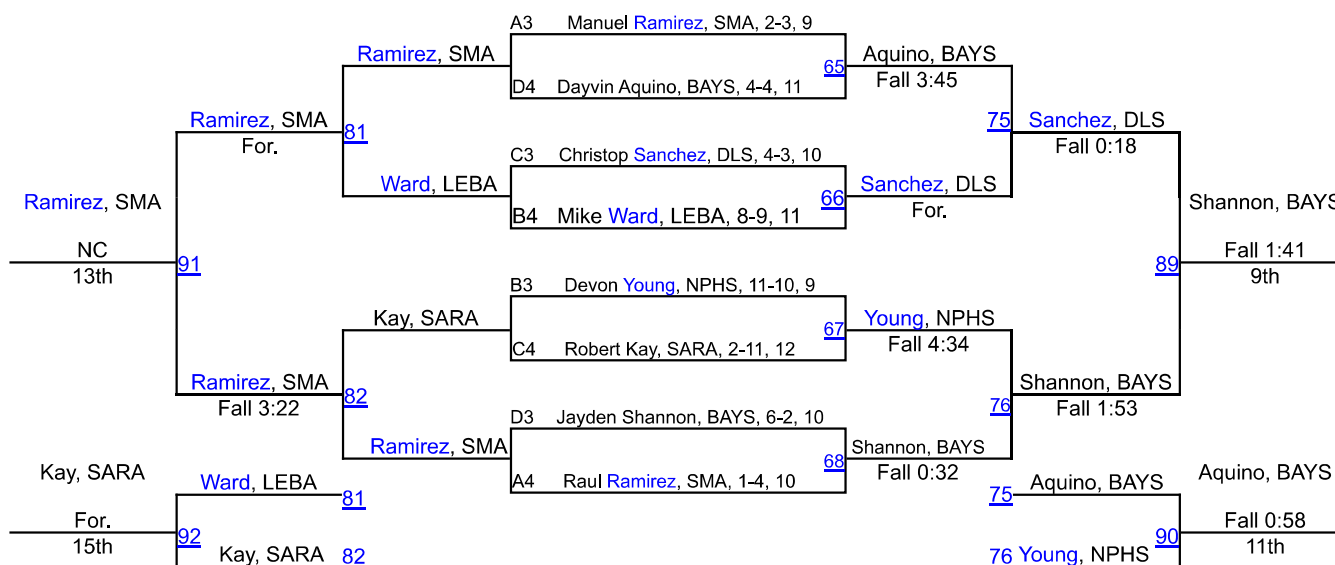 A3 Manuel Ramirez, SMA, 2-3, 9
Ramirez, SMA
65
Aquino, BAYS
Fall 3:45
D4 Dayvin Aquino, BAYS, 4-4, 11
Ramirez, SMA
For.
81
75
Sanchez, DLS
Fall 0:18
C3 Christop Sanchez, DLS, 4-3, 10
Ward, LEBA
66
Sanchez, DLS
For.
B4 Mike Ward, LEBA, 8-9, 11
Ramirez, SMA
NC
13th
91
Shannon, BAYS
89
Fall 1:41
9th
B3 Devon Young, NPHS, 11-10, 9
Kay, SARA
67
Young, NPHS
Fall 4:34
C4 Robert Kay, SARA, 2-11, 12
Ramirez, SMA
Fall 3:22
82
76
Shannon, BAYS
Fall 1:53
D3 Jayden Shannon, BAYS, 6-2, 10
Ramirez, SMA
68
Shannon, BAYS
Fall 0:32
A4 Raul Ramirez, SMA, 1-4, 10
Kay, SARA
Ward, LEBA
81
75
Aquino, BAYS
Aquino, BAYS
For.
15th
92
90
Fall 0:58
11th
Kay, SARA
82
76 Young, NPHS